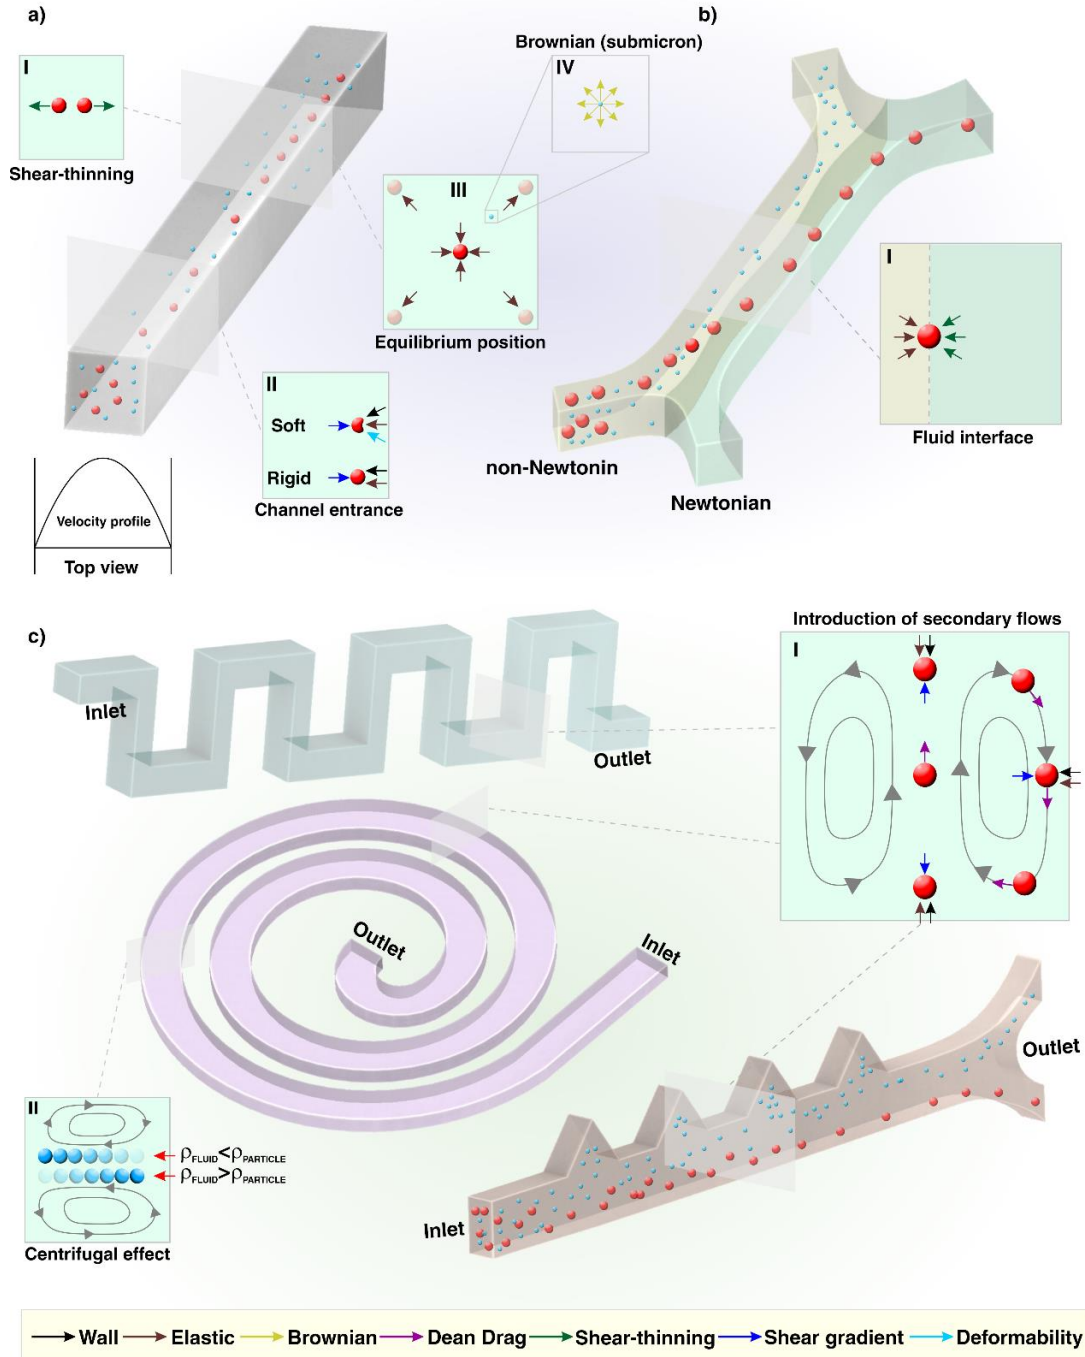 a)
b)
Brownian (submicron)
I
IV
Shear-thinning
III
I
Equilibrium position
II
Soft
Rigid
Channel entrance
Fluid interface
non-Newtonin
Newtonian
Velocity profile
Top view
c)
Introduction of secondary flows
I
Inlet
Outlet
Outlet
Inlet
Outlet
II
ρFLUID<ρPARTICLE
ρFLUID>ρPARTICLE
Centrifugal effect
Inlet
Wall Elastic Brownian Dean Drag Shear-thinning Shear gradient Deformability